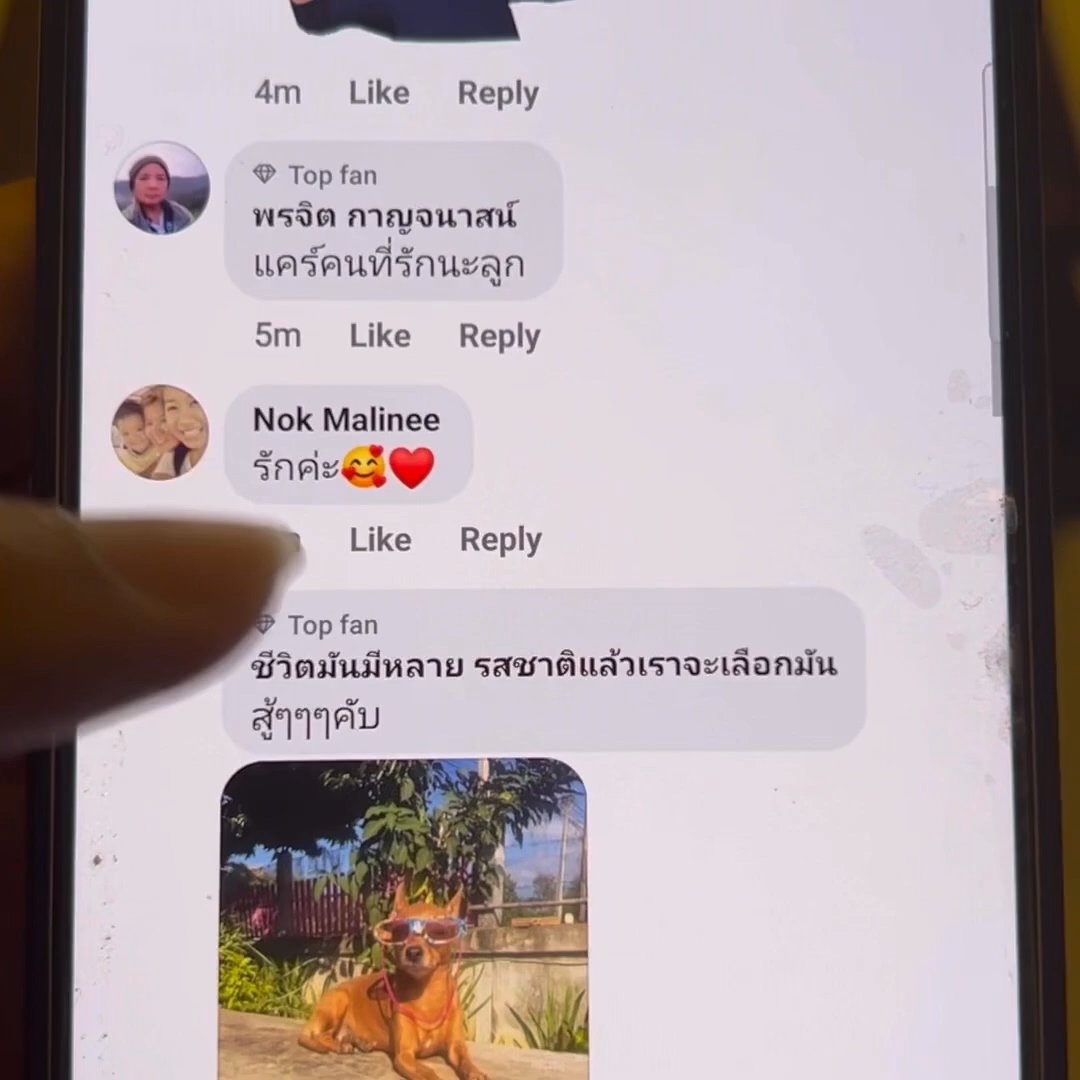 4m Like Reply
Top fan
พรจิต กาญจนาสน์
แคร์คนที่รักนะลูก
5m Like Reply
Nok Malinee
รักค่ะ🥰❤️
Like Reply
Top fan
ชีวิตมันมีหลาย รสชาติแล้วเราจะเลือกมัน
สู้ๆๆๆคับ